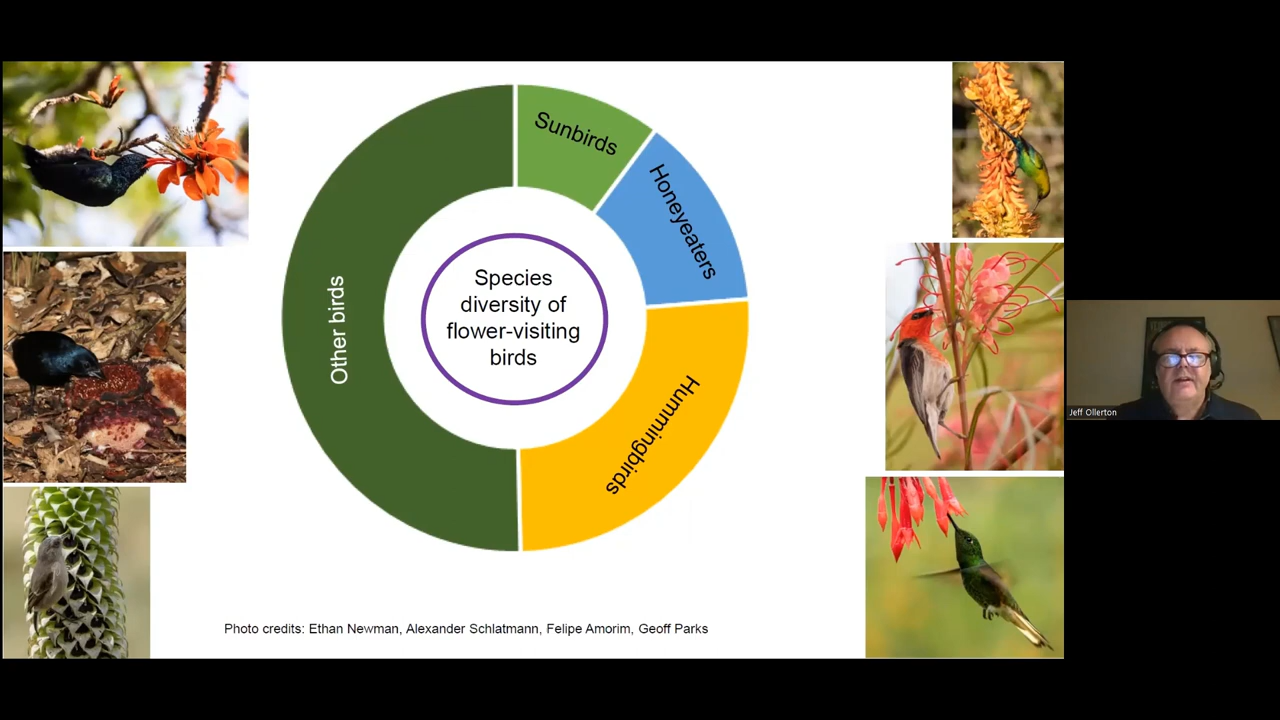 Sunbirds
Honeyeaters
Hummingbirds
Other birds
Species
diversity of
flower-visiting
birds
Photo credits: Ethan Newman, Alexander Schlatmann, Felipe Amorim, Geoff Parks
Jeff Ollerton